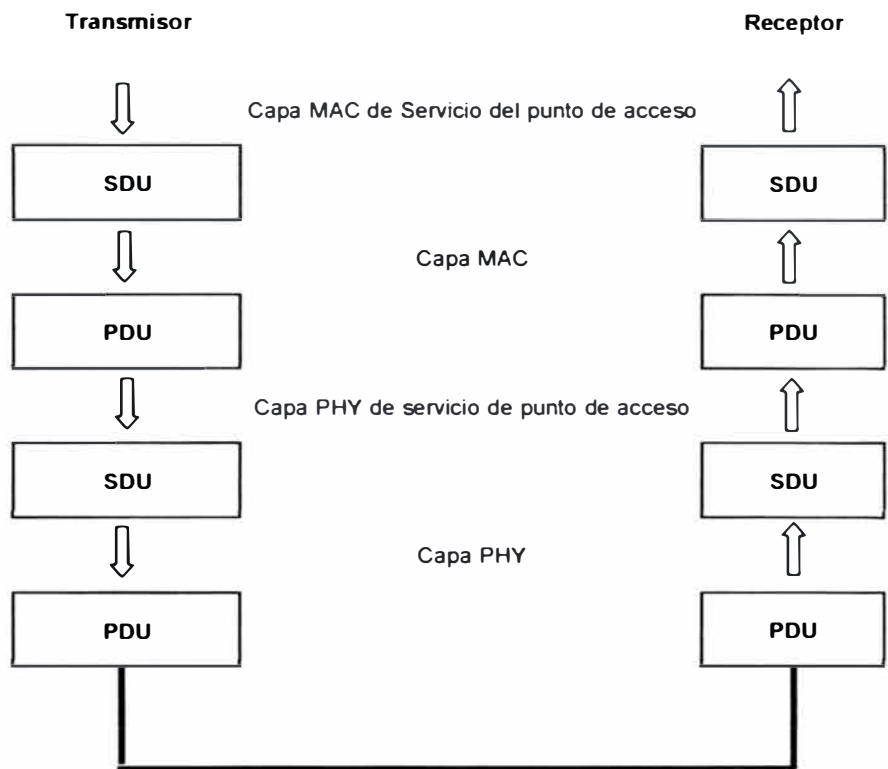 Transmisor Receptor
Capa MAC de Servicio del punto de acceso
SDU SDU
Capa MAC
PDU PDU
Capa PHY de servicio de punto de acceso
SDU SDU
Capa PHY
PDU PDU